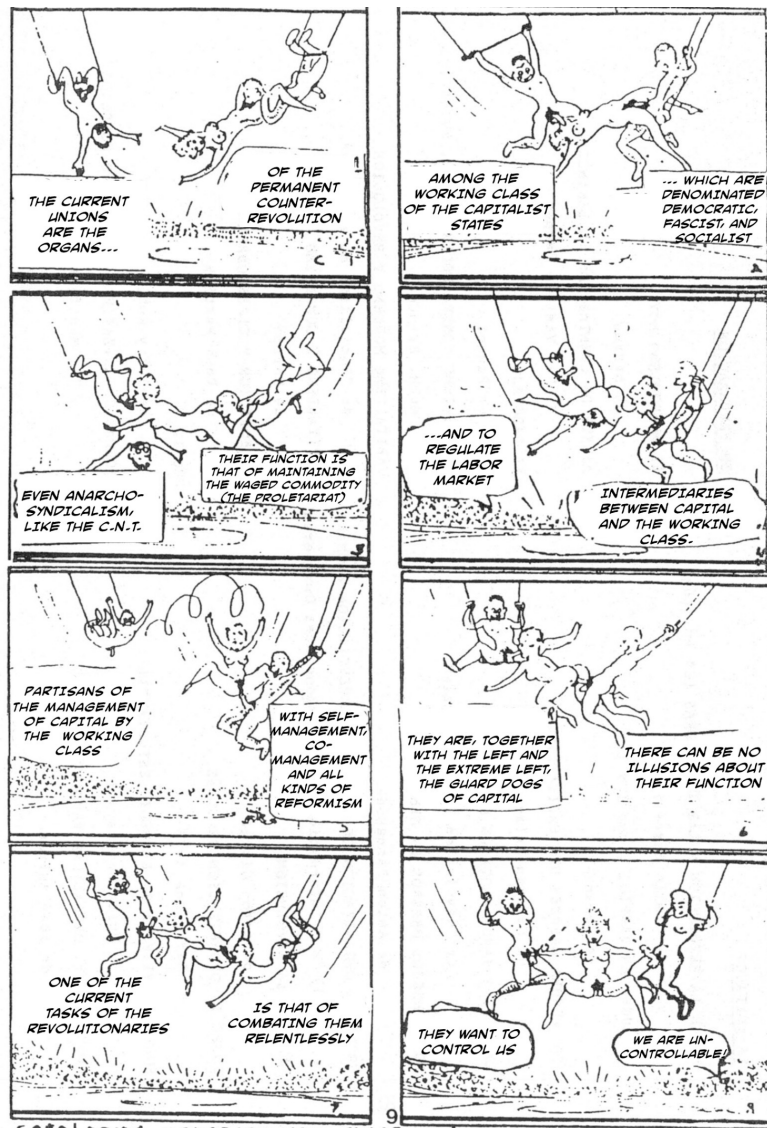 THE CURRENT
UNIONS
ARE THE
ORGANS...
OF THE
PERMANENT
COUNTER-
REVOLUTION
AMONG THE
WORKING CLASS
OF THE CAPITALIST
STATES
... WHICH ARE
DENOMINATED
DEMOCRATIC,
FASCIST, AND
SOCIALIST
2
EVEN ANARCHO-
SYNDICALISM,
LIKE THE C.N.T.
THEIR FUNCTION IS
THAT OF MAINTAINING
THE WAGED COMMODITY
(THE PROLETARIAT)
3
...AND TO
REGULATE
THE LABOR
MARKET
INTERMEDIARIES
BETWEEN CAPITAL
AND THE WORKING
CLASS.
4
PARTISANS OF
THE MANAGEMENT
OF CAPITAL BY
THE WORKING
CLASS
WITH SELF-
MANAGEMENT,
CO-
MANAGEMENT
AND ALL
KINDS OF
REFORMISM
5
THEY ARE, TOGETHER
WITH THE LEFT AND
THE EXTREME LEFT,
THE GUARD DOGS
OF CAPITAL
THERE CAN BE NO
ILLUSIONS ABOUT
THEIR FUNCTION
6
ONE OF THE
CURRENT
TASKS OF THE
REVOLUTIONARIES
IS THAT OF
COMBATING THEM
RELENTLESSLY
7
THEY WANT TO
CONTROL US
WE ARE UN-
CONTROLLABLE!
9